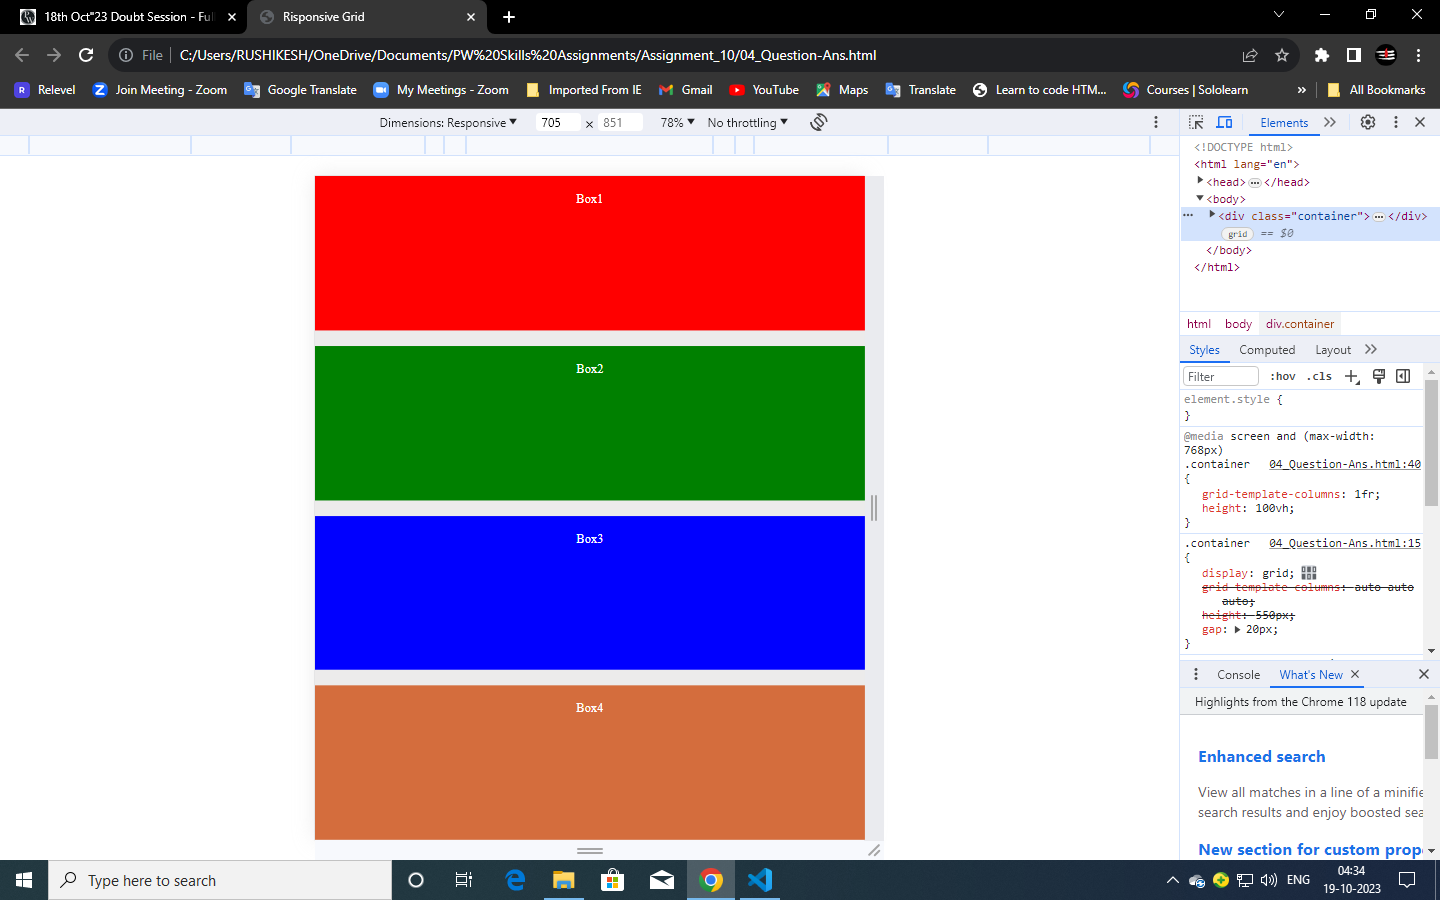 18th Oct"23 Doubt Session - Ful
Responsive Grid
File
C:/Users/RUSHIKESH/OneDrive/Documents/PW%20Skills%20Assignments/Assignment_10/04_Question-Ans.html
Relevel
Join Meeting - Zoom
Google Translate
My Meetings - Zoom
Imported From IE
Gmail
YouTube
Maps
Translate
Learn to code HTM...
Courses | Sololearn
»
All Bookmarks
Dimensions: Responsive
705 x 851
78%
No throttling
Elements
<!DOCTYPE html>
<html lang="en">
<head> ••• </head>
<body>
<div class="container"> ••• </div>
grid == $0
</body>
</html>
html body div.container
Styles Computed Layout
Filter :hov .cls
element.style {
}
@media screen and (max-width:
768px)
.container 04_Question-Ans.html:40
{
grid-template-columns: 1fr;
height: 100vh;
}
.container 04_Question-Ans.html:15
{
display: grid;
grid-template-columns: auto auto
auto;
height: 550px;
gap: 20px;
}
Console What's New
Highlights from the Chrome 118 update
Enhanced search
View all matches in a line of a minifie
search results and enjoy boosted sea
New section for custom prop
Box1
Box2
Box3
Box4
Type here to search
ENG
04:34
19-10-2023